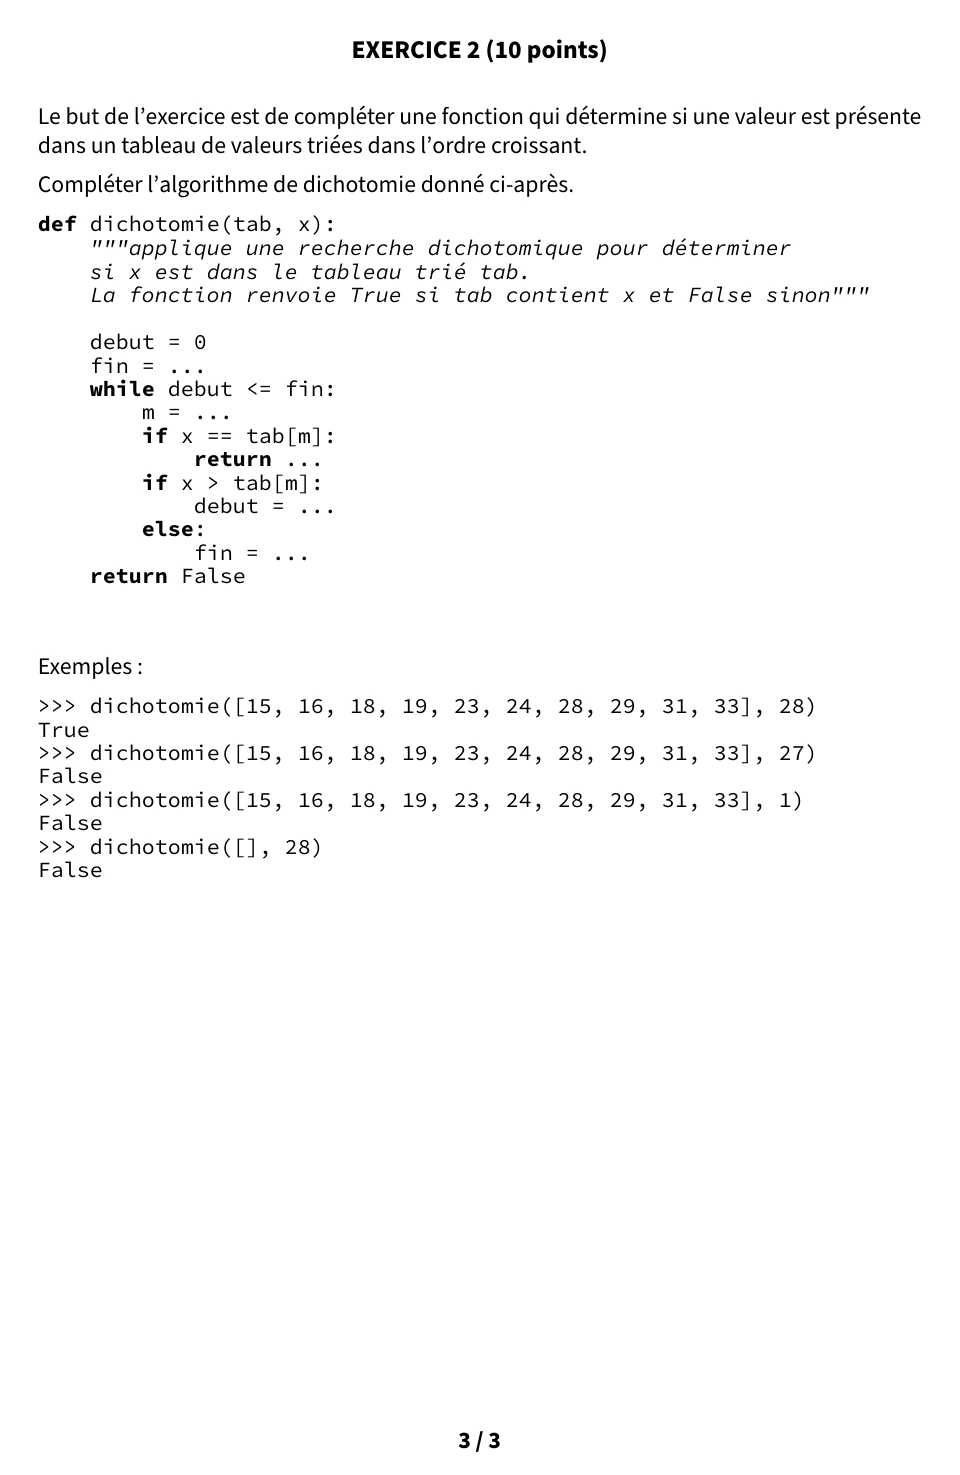 EXERCICE 2 (10 points)
Le but de l’exercice est de compléter une fonction qui détermine si une valeur est présente
dans un tableau de valeurs triées dans l’ordre croissant.
Compléter l’algorithme de dichotomie donné ci-après.
def dichotomie(tab, x):
    """applique une recherche dichotomique pour déterminer
    si x est dans le tableau trié tab.
    La fonction renvoie True si tab contient x et False sinon"""
    debut = 0
    fin = ...
    while debut <= fin:
        m = ...
        if x == tab[m]:
            return ...
        if x > tab[m]:
            debut = ...
        else:
            fin = ...
    return False
Exemples :
>>> dichotomie([15, 16, 18, 19, 23, 24, 28, 29, 31, 33], 28)
True
>>> dichotomie([15, 16, 18, 19, 23, 24, 28, 29, 31, 33], 27)
False
>>> dichotomie([15, 16, 18, 19, 23, 24, 28, 29, 31, 33], 1)
False
>>> dichotomie([], 28)
False
3 / 3